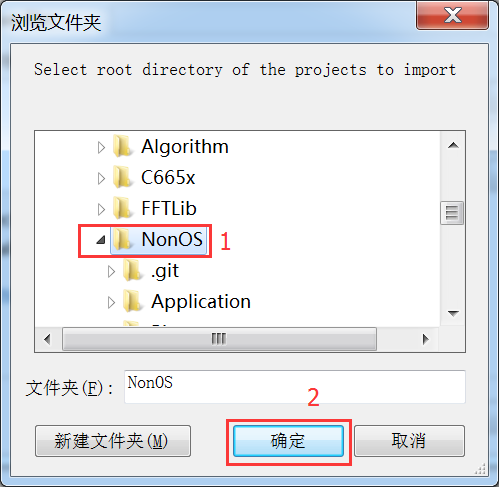 浏览文件夹
Select root directory of the projects to import
Algorithm
C665x
FFTLib
NonOS 1
.git
Application
文件夹(F): NonOS
2
新建文件夹(M) 确定 取消